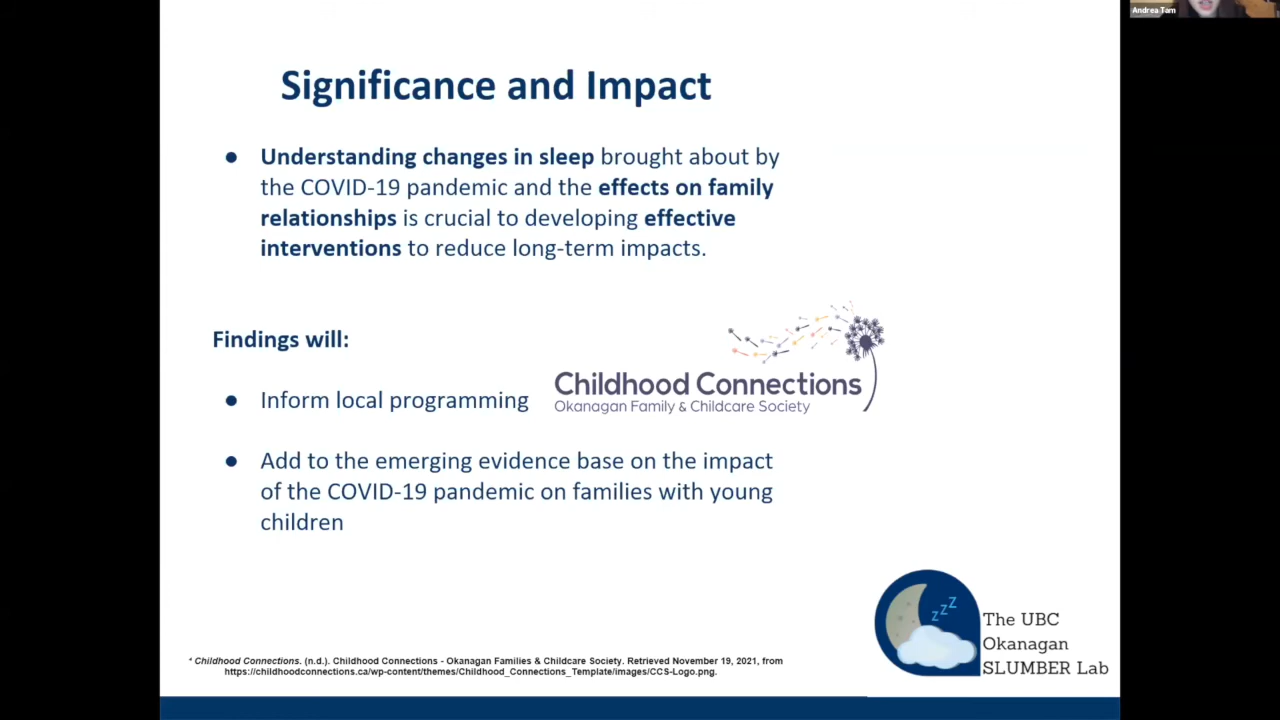 Andrea Tam
Significance and Impact
● Understanding changes in sleep brought about by
the COVID-19 pandemic and the effects on family
relationships is crucial to developing effective
interventions to reduce long-term impacts.
Findings will:
● Inform local programming
Childhood Connections
Okanagan Family & Childcare Society
● Add to the emerging evidence base on the impact
of the COVID-19 pandemic on families with young
children
zzz
The UBC
Okanagan
SLUMBER Lab
* Childhood Connections. (n.d.). Childhood Connections - Okanagan Families & Childcare Society. Retrieved November 19, 2021, from
https://childhoodconnections.ca/wp-content/themes/Childhood_Connections_Template/images/CCS-Logo.png.